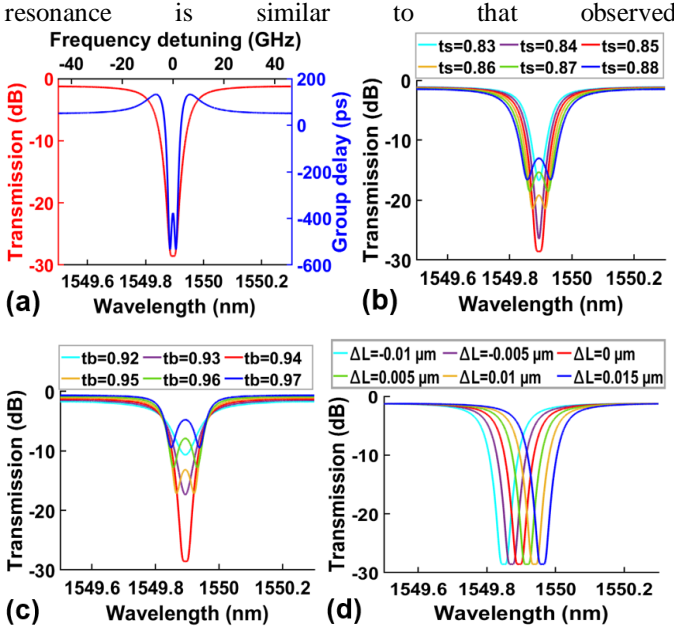 resonance is similar to that observed
Frequency detuning (GHz)
-40 -20 0 20 40
Transmission (dB)
0
-10
-20
-30
Group delay (ps)
200
0
-200
-400
-600
1549.6 1549.8 1550 1550.2
(a) Wavelength (nm)
ts=0.83 ts=0.84 ts=0.85
ts=0.86 ts=0.87 ts=0.88
Transmission (dB)
0
-10
-20
-30
1549.6 1549.8 1550 1550.2
(b) Wavelength (nm)
tb=0.92 tb=0.93 tb=0.94
tb=0.95 tb=0.96 tb=0.97
Transmission (dB)
0
-10
-20
-30
1549.6 1549.8 1550 1550.2
(c) Wavelength (nm)
ΔL=-0.01 μm ΔL=-0.005 μm ΔL=0 μm
ΔL=0.005 μm ΔL=0.01 μm ΔL=0.015 μm
Transmission (dB)
0
-10
-20
-30
1549.6 1549.8 1550 1550.2
(d) Wavelength (nm)